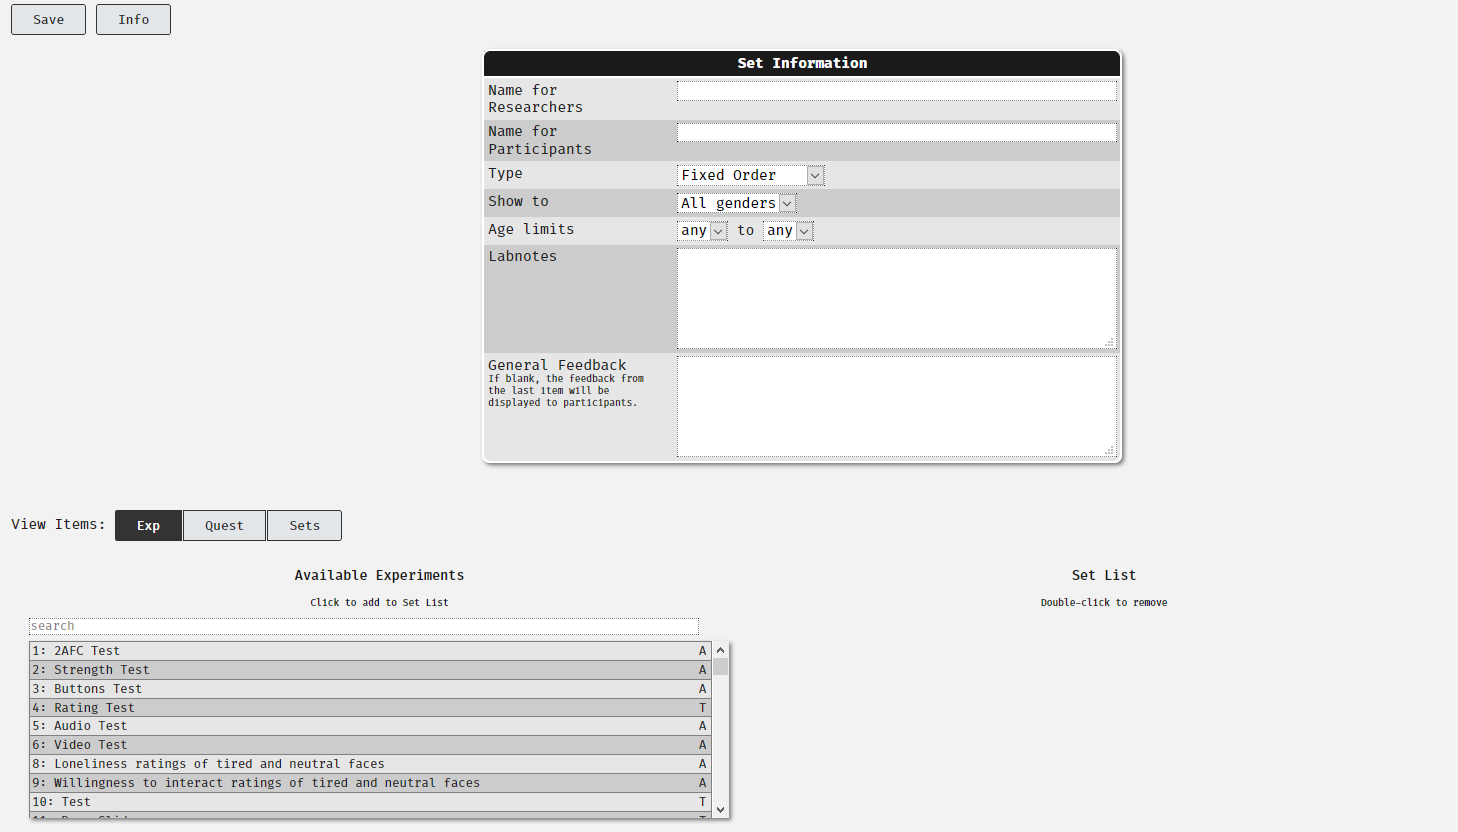 Save Info
Set Information
Name for
Researchers
Name for
Participants
Type Fixed Order
Show to All genders
Age limits any to any
Labnotes
General Feedback
If blank, the feedback from
the last item will be
displayed to participants.
View Items: Exp Quest Sets
Available Experiments
Click to add to Set List
search
1: 2AFC Test A
2: Strength Test A
3: Buttons Test A
4: Rating Test T
5: Audio Test A
6: Video Test A
8: Loneliness ratings of tired and neutral faces A
9: Willingness to interact ratings of tired and neutral faces A
10: Test T
Set List
Double-click to remove